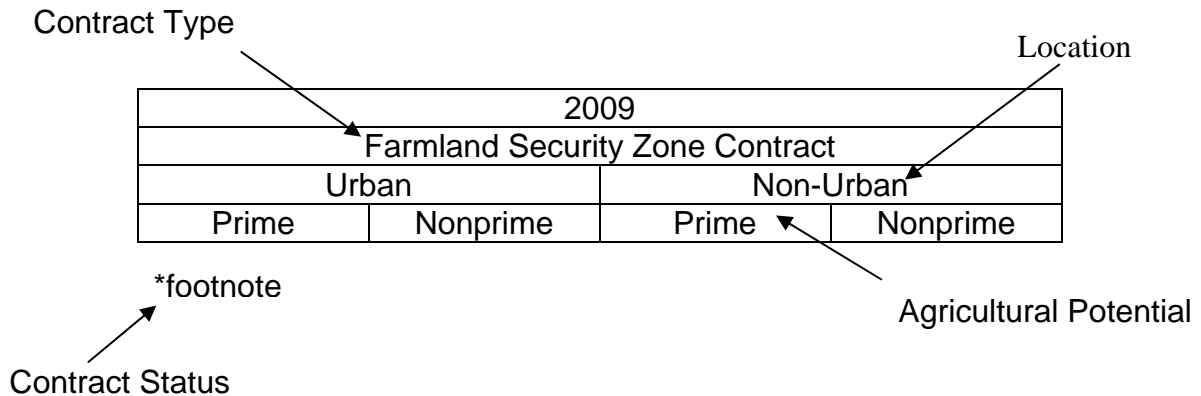 Contract Type
Location
2009
Farmland Security Zone Contract
Urban Non-Urban
Prime Nonprime Prime Nonprime
*footnote
Agricultural Potential
Contract Status